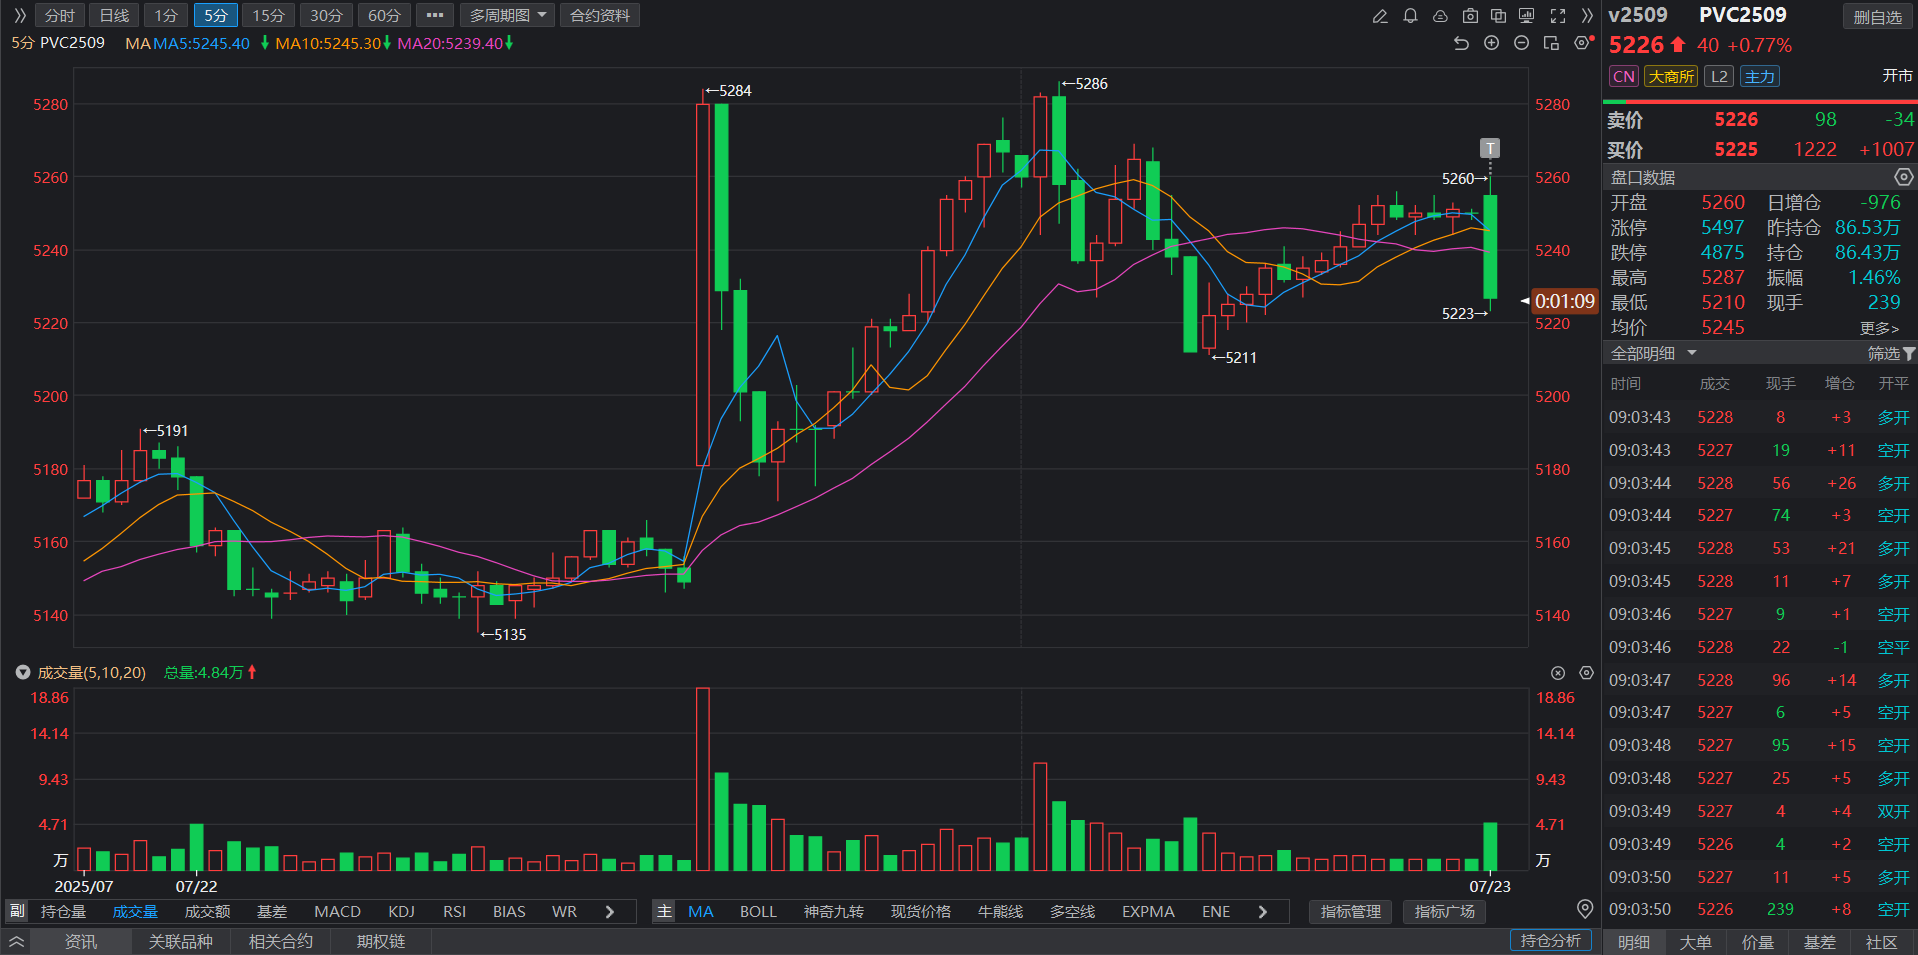 分时 日线 1分 5分 15分 30分 60分 ••• 多周期图 合约资料
5分 PVC2509 MA MA5:5245.40 MA10:5245.30 MA20:5239.40
5280 5280
5260 5260
5240 5240
5220 5220
5200 5200
5180 5180
5160 5160
5140 5140
←5284
←5286
T
5260→
0:01:09
5223→
←5211
←5191
←5135
成交量(5,10,20) 总量:4.84万
18.86 18.86
14.14 14.14
9.43 9.43
4.71 4.71
万 万
2025/07 07/22 07/23
副 持仓量 成交量 成交额 基差 MACD KDJ RSI BIAS WR 主 MA BOLL 神奇九转 现货价格 牛熊线 多空线 EXPMA ENE 指标管理 指标广场
资讯 关联品种 相关合约 期权链 持仓分析
v2509 PVC2509 删自选
5226 40 +0.77%
CN 大商所 L2 主力 开市
卖价 5226 98 -34
买价 5225 1222 +1007
盘口数据
开盘 5260 日增仓 -976
涨停 5497 昨持仓 86.53万
跌停 4875 持仓 86.43万
最高 5287 振幅 1.46%
最低 5210 现手 239
均价 5245 更多>
全部明细 筛选
时间 成交 现手 增仓 开平
09:03:43 5228 8 +3 多开
09:03:43 5227 19 +11 空开
09:03:44 5228 56 +26 多开
09:03:44 5227 74 +3 空开
09:03:45 5228 53 +21 多开
09:03:45 5228 11 +7 多开
09:03:46 5227 9 +1 空开
09:03:46 5228 22 -1 空平
09:03:47 5228 96 +14 多开
09:03:47 5227 6 +5 空开
09:03:48 5227 95 +15 空开
09:03:48 5227 25 +5 多开
09:03:49 5227 4 +4 双开
09:03:49 5226 4 +2 空开
09:03:50 5227 11 +5 多开
09:03:50 5226 239 +8 空开
明细 大单 价量 基差 社区